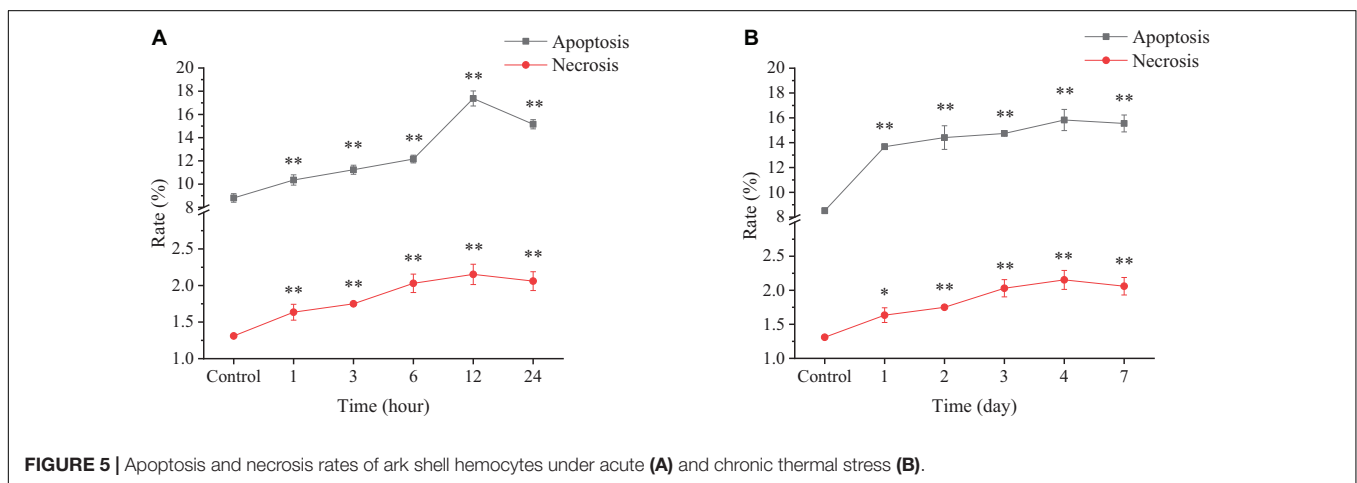 A
Apoptosis
Necrosis
20
18
16
14
12
10
8
2.5
2.0
1.5
1.0
Rate (%)
** ** ** ** **
** ** ** ** **
Control 1 3 6 12 24
Time (hour)
B
Apoptosis
Necrosis
20
18
16
14
12
10
8
2.5
2.0
1.5
1.0
Rate (%)
** ** ** ** **
* ** ** ** **
Control 1 2 3 4 7
Time (day)
FIGURE 5 | Apoptosis and necrosis rates of ark shell hemocytes under acute (A) and chronic thermal stress (B).